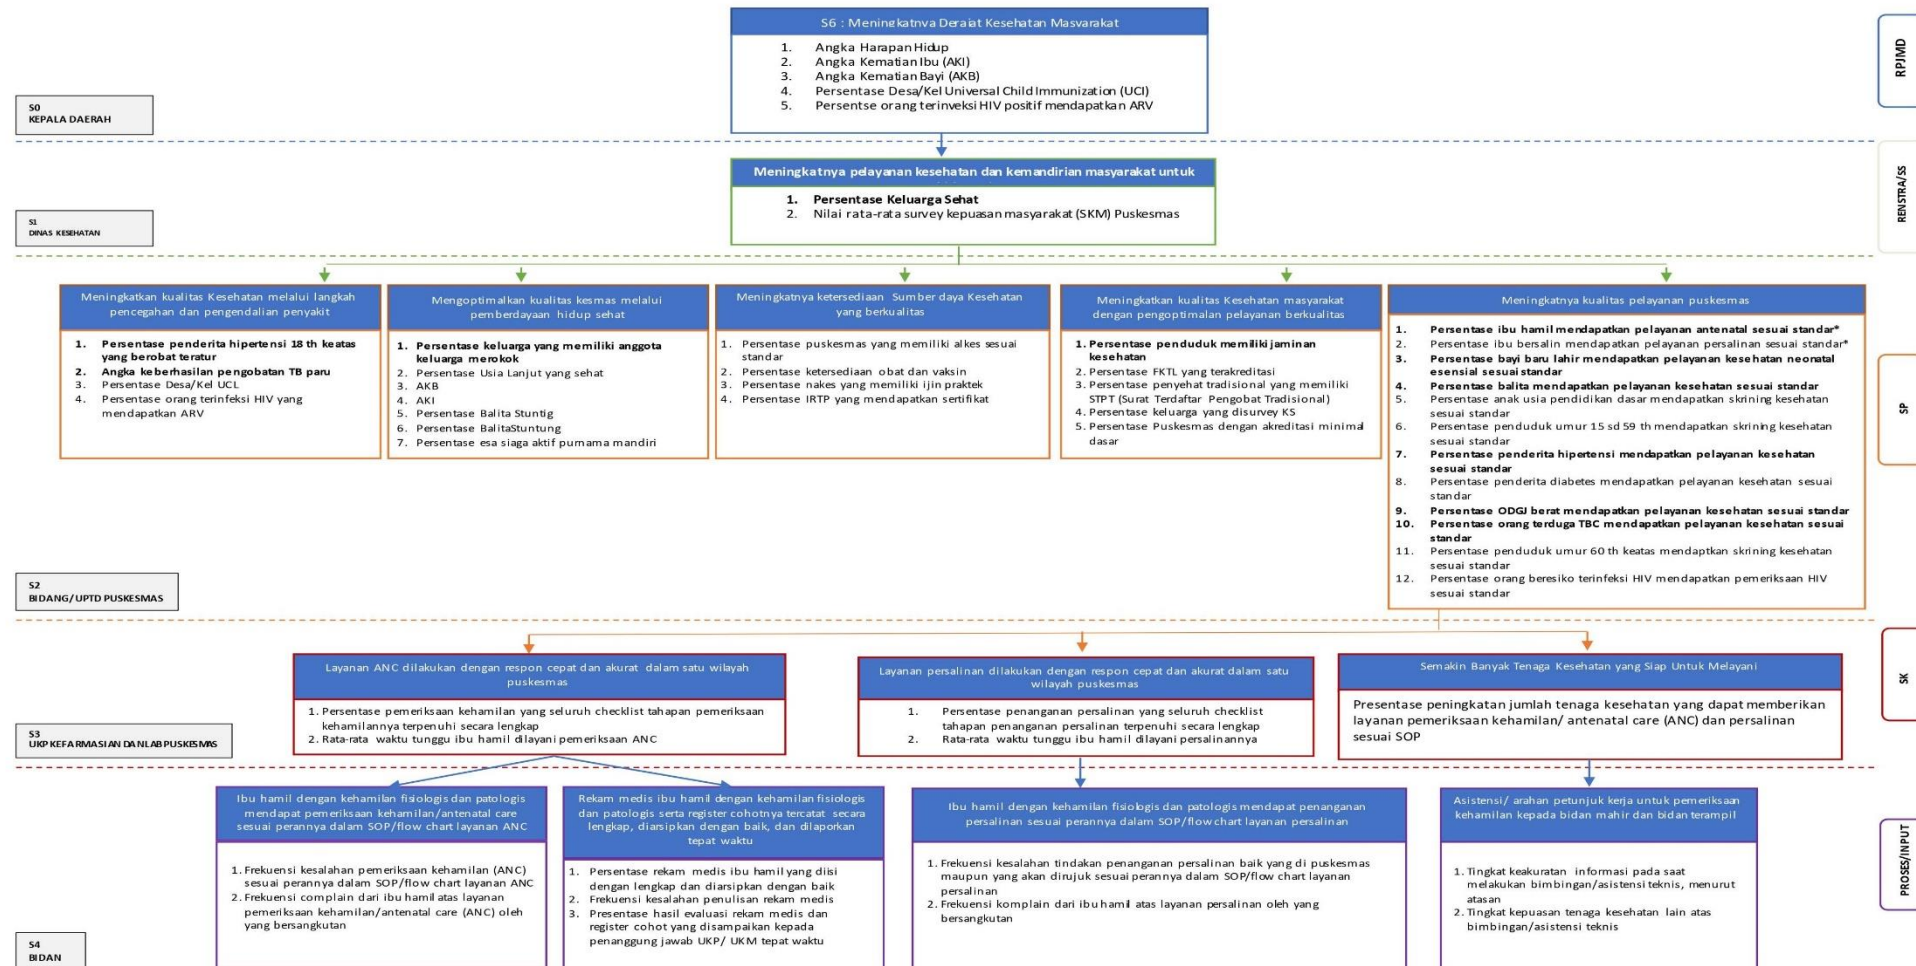 S6 : Meningkatnya Derajat Kesehatan Masyarakat
1. Angka Harapan Hidup
2. Angka Kematian Ibu (AKI)
3. Angka Kematian Bayi (AKB)
4. Persentase Desa/Kel Universal Child Immunization (UCI)
5. Persentse orang terinveksi HIV positif mendapatkan ARV
RPJMD
S0
KEPALA DAERAH
Meningkatnya pelayanan kesehatan dan kemandirian masyarakat untuk
1. Persentase Keluarga Sehat
2. Nilai rata-rata survey kepuasan masyarakat (SKM) Puskesmas
RENSTRA/SS
S1
DINAS KESEHATAN
Meningkatkan kualitas Kesehatan melalui langkah
pencegahan dan pengendalian penyakit
1. Persentase penderita hipertensi 18 th keatas
yang berobat teratur
2. Angka keberhasilan pengobatan TB paru
3. Persentase Desa/Kel UCL
4. Persentase orang terinfeksi HIV yang
mendapatkan ARV
Mengoptimalkan kualitas kesmas melalui
pemberdayaan hidup sehat
1. Persentase keluarga yang memiliki anggota
keluarga merokok
2. Persentase Usia Lanjut yang sehat
3. AKB
4. AKI
5. Persentase Balita Stuntig
6. Persentase BalitaStuntung
7. Persentase esa siaga aktif purnama mandiri
Meningkatnya ketersediaan Sumber daya Kesehatan
yang berkualitas
1. Persentase puskesmas yang memiliki alkes sesuai
standar
2. Persentase ketersediaan obat dan vaksin
3. Persentase nakes yang memiliki ijin praktek
4. Persentase IRTP yang mendapatkan sertifikat
Meningkatkan kualitas Kesehatan masyarakat
dengan pengoptimalan pelayanan berkualitas
1. Persentase penduduk memiliki jaminan
kesehatan
2. Persentase FKTL yang terakreditasi
3. Persentase penyehat tradisional yang memiliki
STPT (Surat Terdaftar Pengobat Tradisional)
4. Persentase keluarga yang disurvey KS
5. Persentase Puskesmas dengan akreditasi minimal
dasar
Meningkatnya kualitas pelayanan puskesmas
1. Persentase ibu hamil mendapatkan pelayanan antenatal sesuai standar*
2. Persentase ibu bersalin mendapatkan pelayanan persalinan sesuai standar*
3. Persentase bayi baru lahir mendapatkan pelayanan kesehatan neonatal
esensial sesuai standar
4. Persentase balita mendapatkan pelayanan kesehatan sesuai standar
5. Persentase anak usia pendidikan dasar mendapatkan skrining kesehatan
sesuai standar
6. Persentase penduduk umur 15 sd 59 th mendapatkan skrining kesehatan
sesuai standar
7. Persentase penderita hipertensi mendapatkan pelayanan kesehatan
sesuai standar
8. Persentase penderita diabetes mendapatkan pelayanan kesehatan sesuai
standar
9. Persentase ODGJ berat mendapatkan pelayanan kesehatan sesuai standar
10. Persentase orang terduga TBC mendapatkan pelayanan kesehatan sesuai
standar
11. Persentase penduduk umur 60 th keatas mendaptkan skrining kesehatan
sesuai standar
12. Persentase orang beresiko terinfeksi HIV mendapatkan pemeriksaan HIV
sesuai standar
SP
S2
BIDANG/UPTD PUSKESMAS
Layanan ANC dilakukan dengan respon cepat dan akurat dalam satu wilayah
puskesmas
1. Persentase pemeriksaan kehamilan yang seluruh checklist tahapan pemeriksaan
kehamilannya terpenuhi secara lengkap
2. Rata-rata waktu tunggu ibu hamil dilayani pemeriksaan ANC
Layanan persalinan dilakukan dengan respon cepat dan akurat dalam satu
wilayah puskesmas
1. Persentase penanganan persalinan yang seluruh checklist
tahapan penanganan persalinan terpenuhi secara lengkap
2. Rata-rata waktu tunggu ibu hamil dilayani persalinannya
Semakin Banyak Tenaga Kesehatan yang Siap Untuk Melayani
Presentase peningkatan jumlah tenaga kesehatan yang dapat memberikan
layanan pemeriksaan kehamilan/ antenatal care (ANC) dan persalinan
sesuai SOP
SK
S3
UKP KEFARMASIAN DAN LAB PUSKESMAS
Ibu hamil dengan kehamilan fisiologis dan patologis
mendapat pemeriksaan kehamilan/antenatal care
sesuai perannya dalam SOP/flow chart layanan ANC
1. Frekuensi kesalahan pemeriksaan kehamilan (ANC)
sesuai perannya dalam SOP/flow chart layanan ANC
2. Frekuensi complain dari ibu hamil atas layanan
pemeriksaan kehamilan/antenatal care (ANC) oleh
yang bersangkutan
Rekam medis ibu hamil dengan kehamilan fisiologis
dan patologis serta register cohotnya tercatat secara
lengkap, diarsipkan dengan baik, dan dilaporkan
tepat waktu
1. Persentase rekam medis ibu hamil yang diisi
dengan lengkap dan diarsipkan dengan baik
2. Frekuensi kesalahan penulisan rekam medis
3. Presentase hasil evaluasi rekam medis dan
register cohot yang disampaikan kepada
penanggung jawab UKP/ UKM tepat waktu
Ibu hamil dengan kehamilan fisiologis dan patologis mendapat penanganan
persalinan sesuai perannya dalam SOP/flow chart layanan persalinan
1. Frekuensi kesalahan tindakan penanganan persalinan baik yang di puskesmas
maupun yang akan dirujuk sesuai perannya dalam SOP/flow chart layanan
persalinan
2. Frekuensi komplain dari ibu hamil atas layanan persalinan oleh yang
bersangkutan
Asistensi/ arahan petunjuk kerja untuk pemeriksaan
kehamilan kepada bidan mahir dan bidan terampil
1. Tingkat keakuratan informasi pada saat
melakukan bimbingan/asistensi teknis, menurut
atasan
2. Tingkat kepuasan tenaga kesehatan lain atas
bimbingan/asistensi teknis
PROSES/INPUT
S4
BIDAN